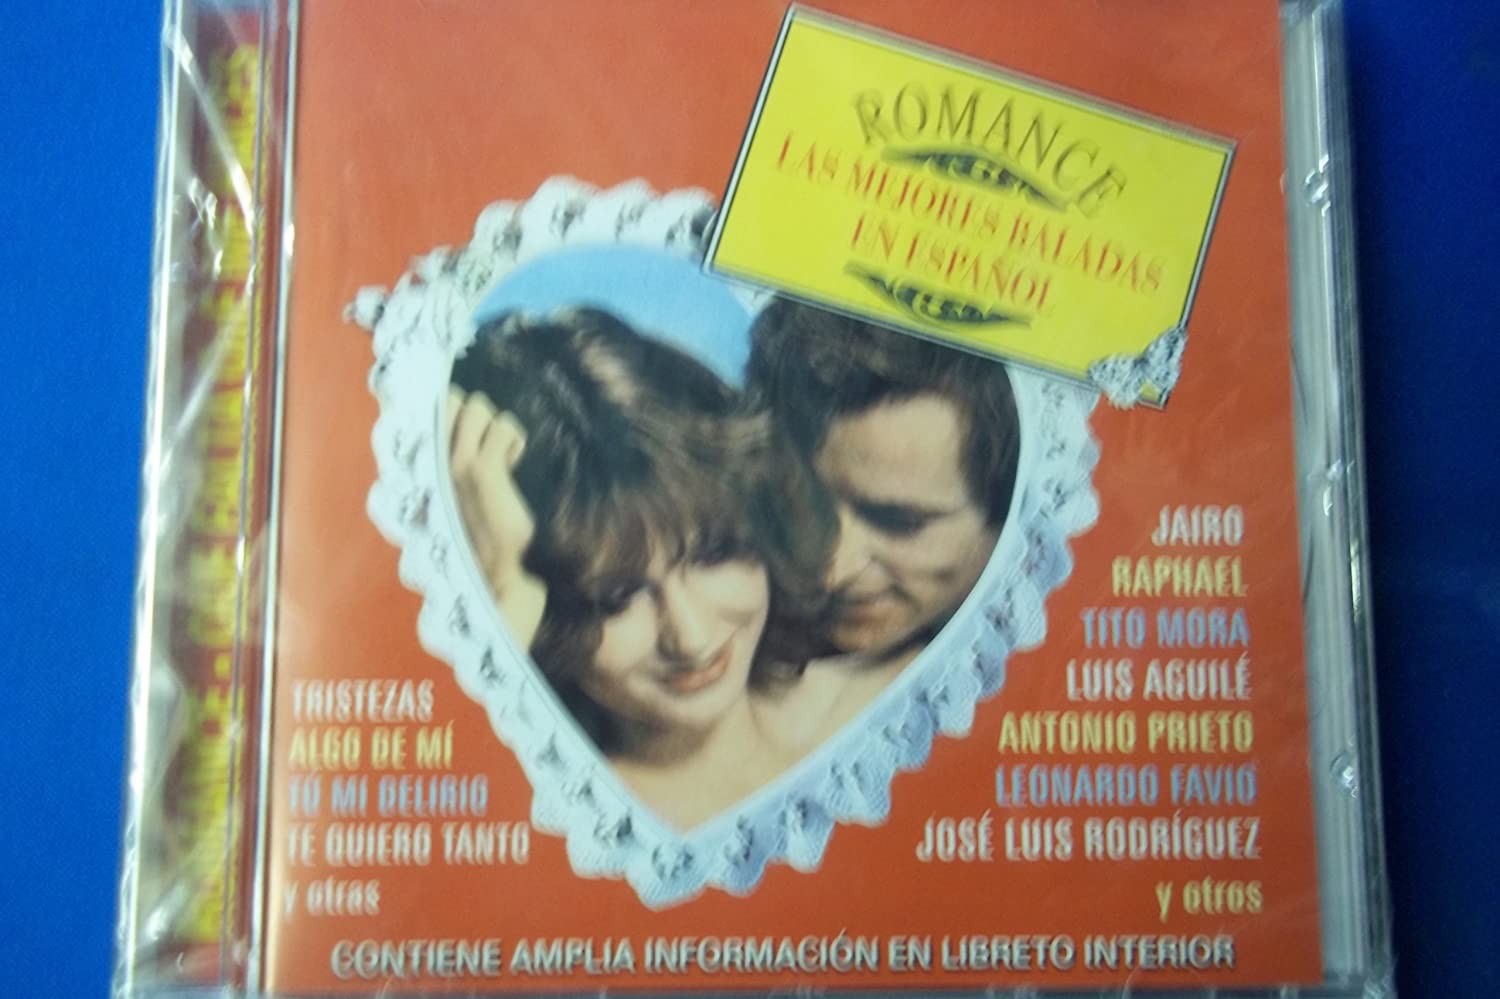 ROMANCE
LAS MEJORES BALADAS
EN ESPAÑOL
JAIRO
RAPHAEL
TITO MORA
LUIS AGUILÉ
ANTONIO PRIETO
LEONARDO FAVIO
JOSÉ LUIS RODRÍGUEZ
y otros
TRISTEZAS
ALGO DE MÍ
TÚ MI DELIRIO
TE QUIERO TANTO
y otras
CONTIENE AMPLIA INFORMACIÓN EN LIBRETO INTERIOR